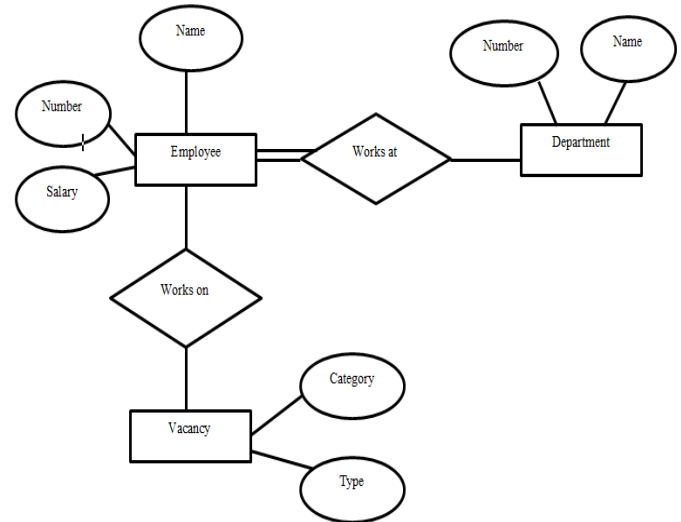 Name
Number
Name
Number
Employee
Works at
Department
Salary
Works on
Category
Vacancy
Type